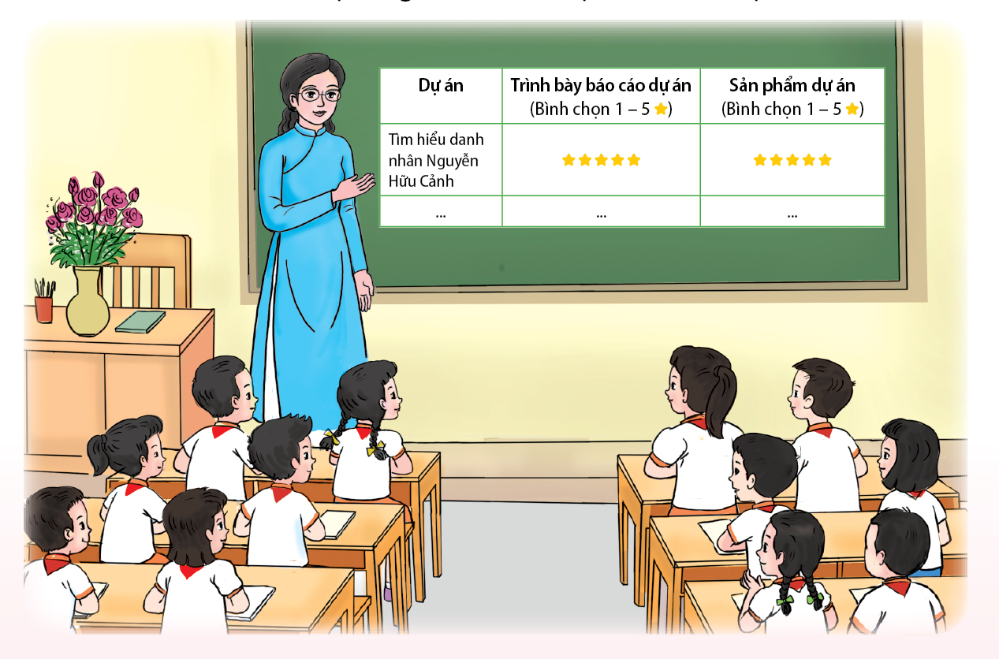 Dự án
Trình bày báo cáo dự án
(Bình chọn 1 – 5 ⭐)
Sản phẩm dự án
(Bình chọn 1 – 5 ⭐)
Tìm hiểu danh
nhân Nguyễn
Hữu Cảnh
⭐⭐⭐⭐⭐
⭐⭐⭐⭐⭐
...
...
...